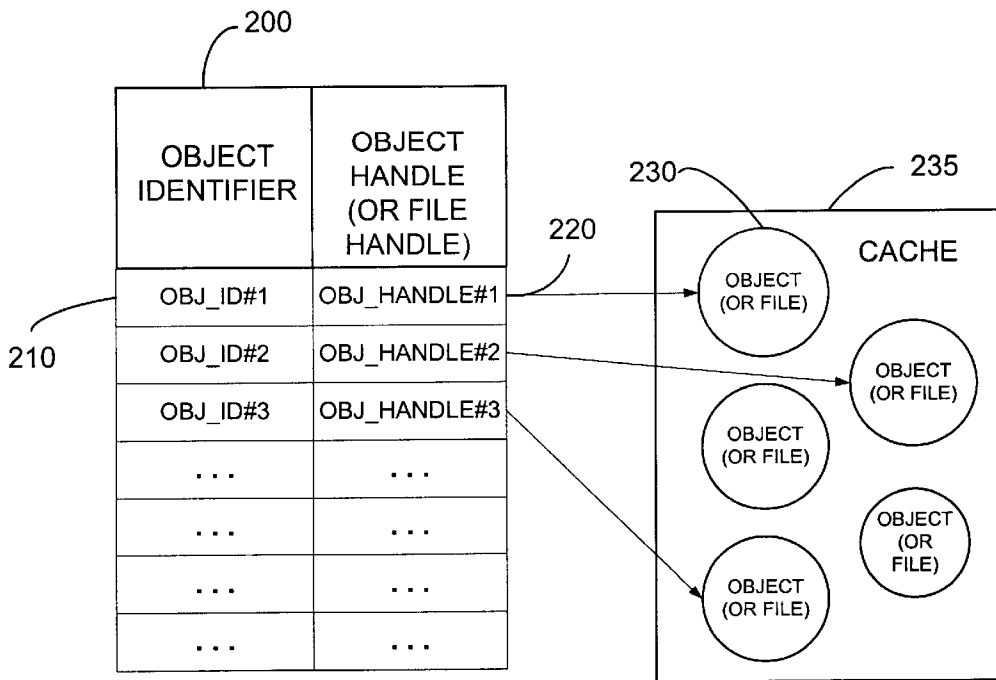 200
OBJECT
IDENTIFIER
OBJECT
HANDLE
(OR FILE
HANDLE)
230
235
220
CACHE
210
OBJ_ID#1 OBJ_HANDLE#1
OBJ_ID#2 OBJ_HANDLE#2
OBJ_ID#3 OBJ_HANDLE#3
... ...
... ...
... ...
... ...
OBJECT
(OR FILE)
OBJECT
(OR FILE)
OBJECT
(OR FILE)
OBJECT
(OR
FILE)
OBJECT
(OR FILE)